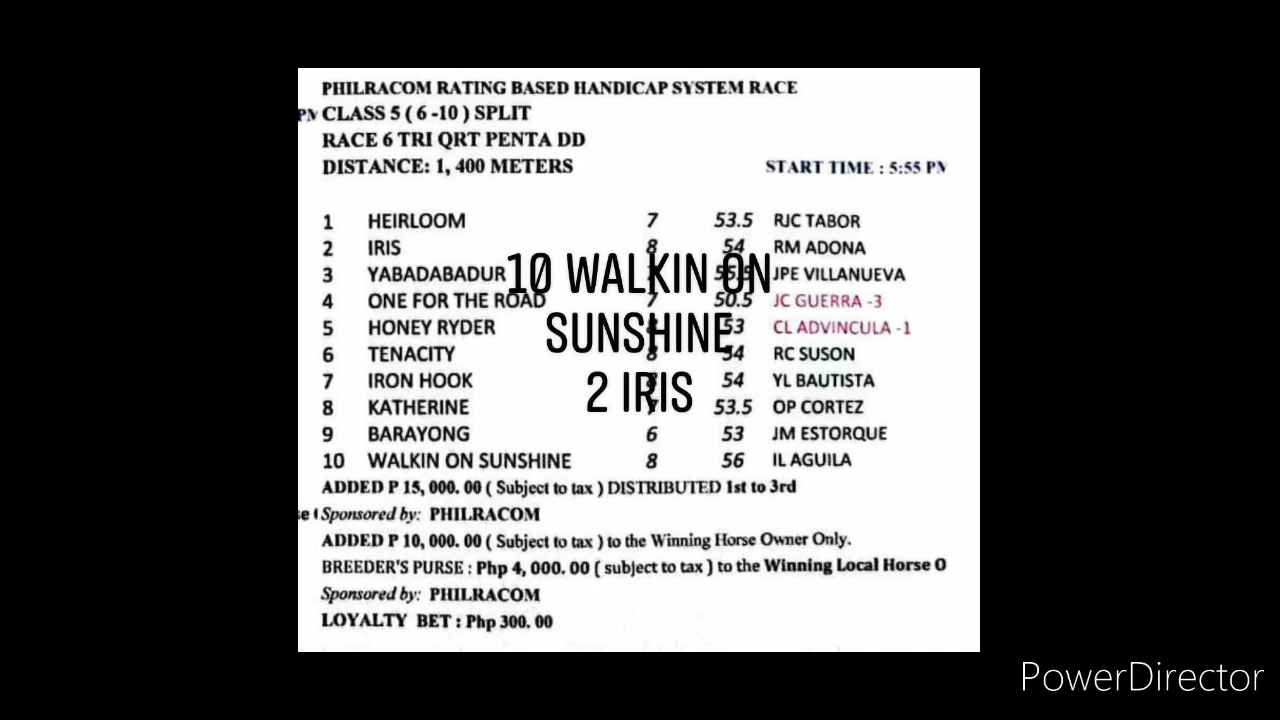 PHILRACOM RATING BASED HANDICAP SYSTEM RACE
PM CLASS 5 ( 6 -10 ) SPLIT
RACE 6 TRI QRT PENTA DD
DISTANCE: 1, 400 METERS START TIME : 5:55 PM
1 HEIRLOOM 7 53.5 RJC TABOR
2 IRIS 8 54 RM ADONA
3 YABADABADUR JPE VILLANUEVA
4 ONE FOR THE ROAD 7 50.5 JC GUERRA -3
5 HONEY RYDER 53 CL ADVINCULA -1
6 TENACITY 8 54 RC SUSON
7 IRON HOOK 54 YL BAUTISTA
8 KATHERINE 7 53.5 OP CORTEZ
9 BARAYONG 6 53 JM ESTORQUE
10 WALKIN ON SUNSHINE 8 56 IL AGUILA
10 WALKIN ON
SUNSHINE
2 IRIS
ADDED P 15, 000. 00 ( Subject to tax ) DISTRIBUTED 1st to 3rd
Sponsored by: PHILRACOM
ADDED P 10, 000. 00 ( Subject to tax ) to the Winning Horse Owner Only.
BREEDER'S PURSE : Php 4, 000. 00 ( subject to tax ) to the Winning Local Horse O
Sponsored by: PHILRACOM
LOYALTY BET : Php 300. 00
PowerDirector